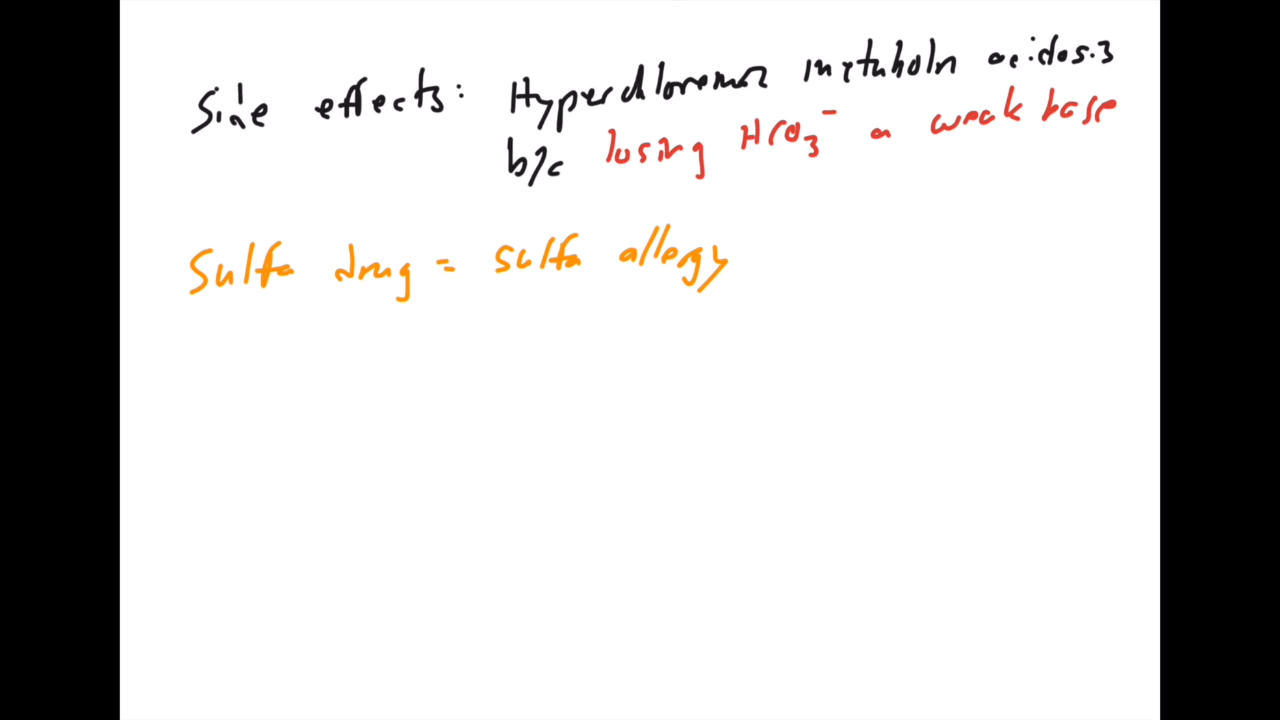 Side effects: Hyperchloremic metabolic acidosis
b/c losing HCO3- a weak base
Sulfa drug = sulfa allergy